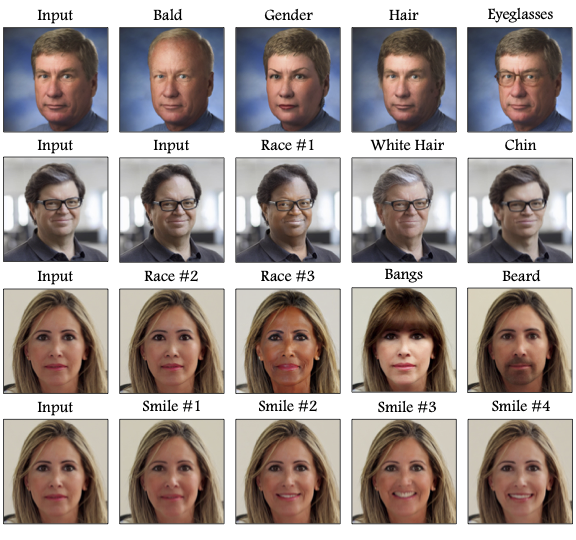 Input Bald Gender Hair Eyeglasses
Input Input Race #1 White Hair Chin
Input Race #2 Race #3 Bangs Beard
Input Smile #1 Smile #2 Smile #3 Smile #4